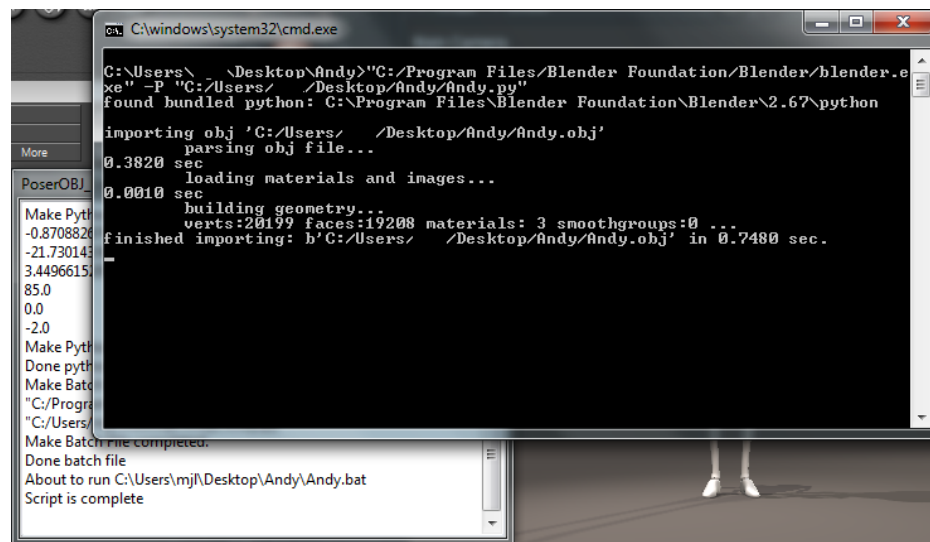 C:\windows\system32\cmd.exe
C:\Users\ _ \Desktop\Andy>"C:/Program Files/Blender Foundation/Blender/blender.e
xe" -P "C:/Users/ /Desktop/Andy/Andy.py"
found bundled python: C:\Program Files\Blender Foundation\Blender\2.67\python
importing obj 'C:/Users/ /Desktop/Andy/Andy.obj'
parsing obj file...
0.3820 sec
loading materials and images...
0.0010 sec
building geometry...
verts:20199 faces:19208 materials: 3 smoothgroups:0 ...
finished importing: b'C:/Users/ /Desktop/Andy/Andy.obj' in 0.7480 sec.
More
PoserOBJ_
Make Pyth
-0.8708826
-21.730143
3.4496615
85.0
0.0
-2.0
Make Pyth
Done pyth
Make Batc
"C:/Progra
"C:/Users/
Make Batch File completed.
Done batch file
About to run C:\Users\mjl\Desktop\Andy\Andy.bat
Script is complete